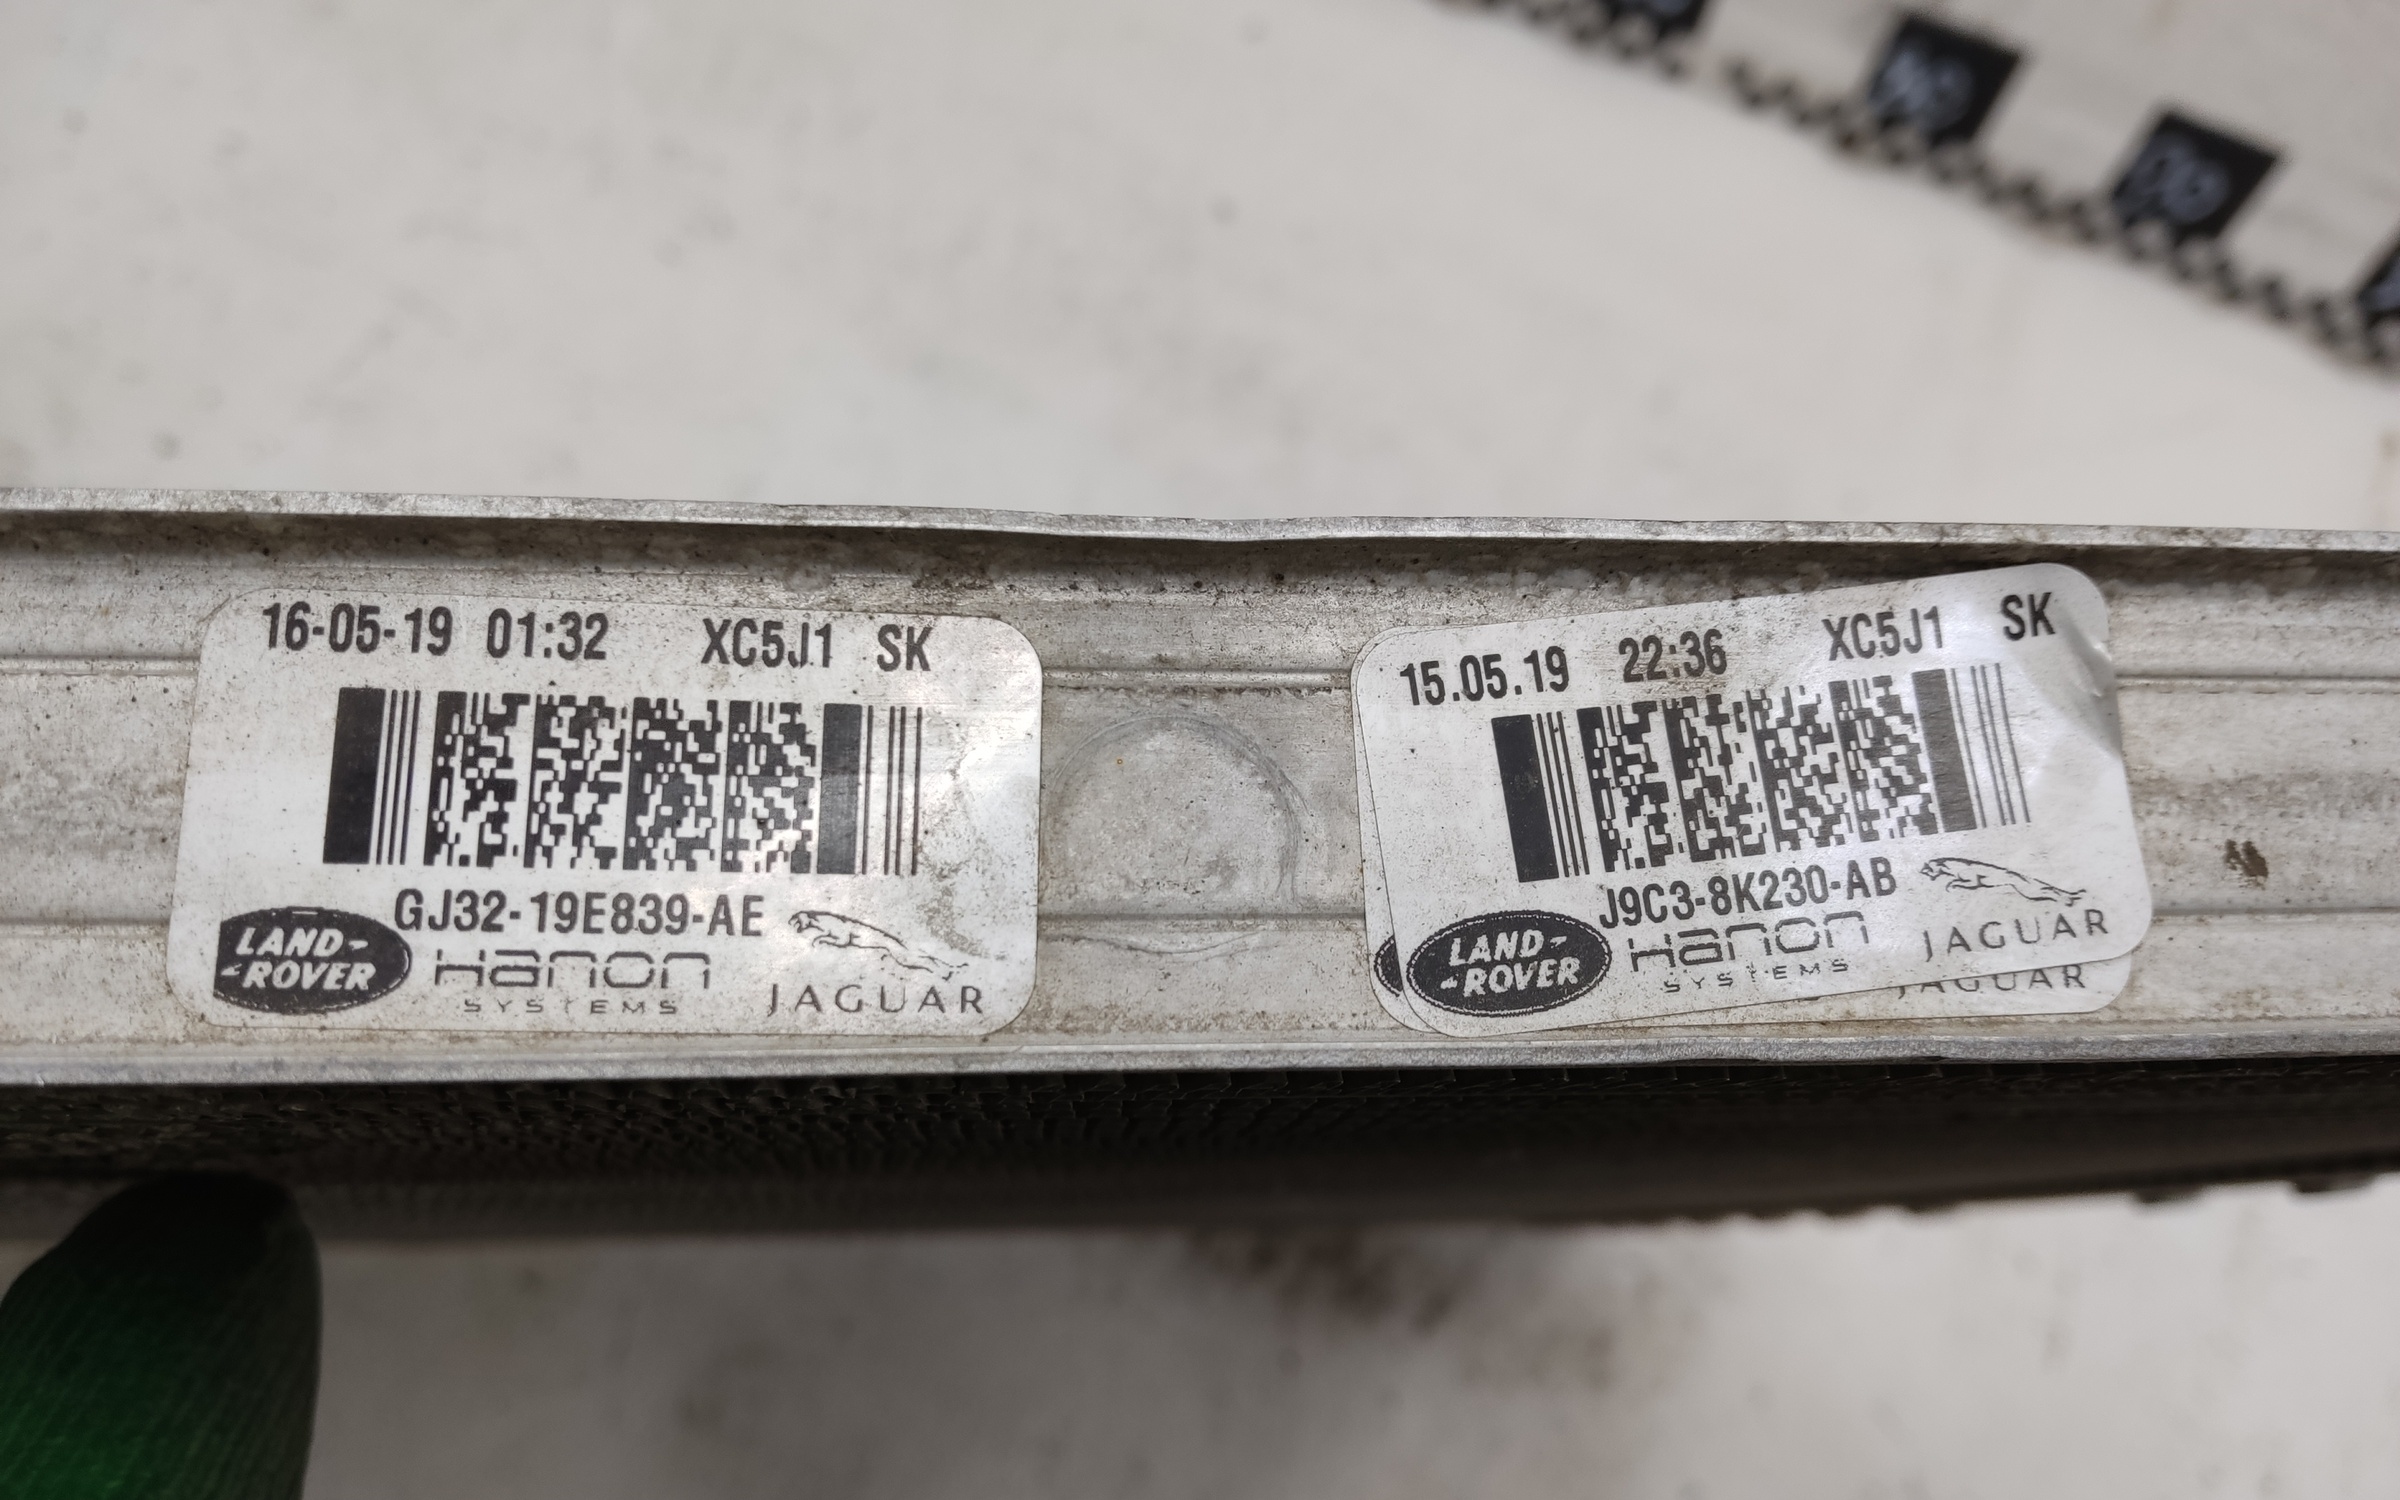 16-05-19 01:32 XC5J1 SK
GJ32-19E839-AE
LAND-
-ROVER
Hanon
SYSTEMS
JAGUAR
15.05.19 22:36 XC5J1 SK
J9C3-8K230-AB
LAND-
-ROVER
Hanon
SYSTEMS
JAGUAR
JAGUAR